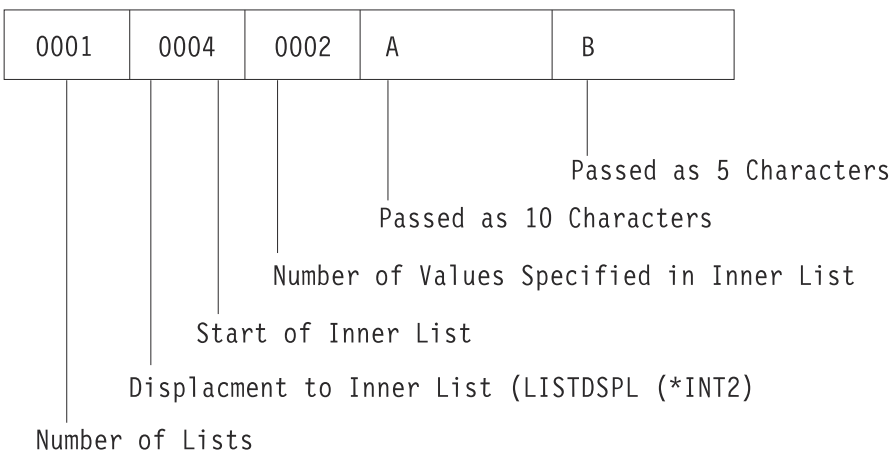 0001 0004 0002 A B
Passed as 5 Characters
Passed as 10 Characters
Number of Values Specified in Inner List
Start of Inner List
Displacment to Inner List (LISTDSPL (*INT2)
Number of Lists